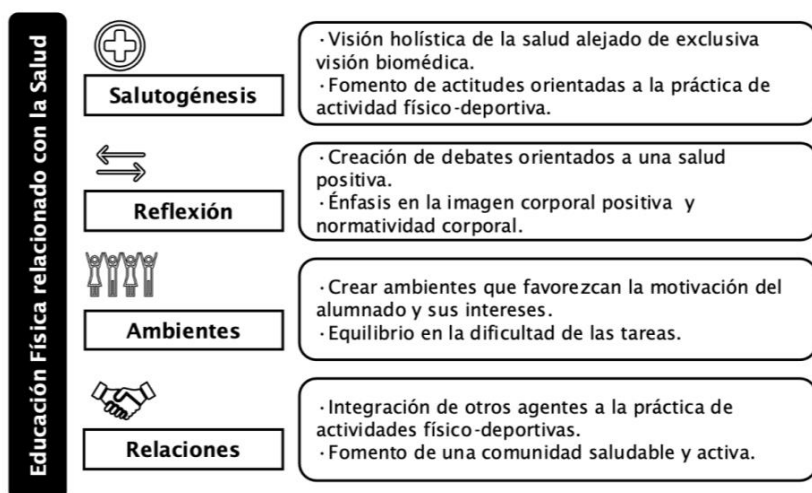 Educación Física relacionado con la Salud
Salutogénesis
· Visión holística de la salud alejado de exclusiva
visión biomédica.
· Fomento de actitudes orientadas a la práctica de
actividad físico-deportiva.
Reflexión
· Creación de debates orientados a una salud
positiva.
· Énfasis en la imagen corporal positiva y
normatividad corporal.
Ambientes
· Crear ambientes que favorezcan la motivación del
alumnado y sus intereses.
· Equilibrio en la dificultad de las tareas.
Relaciones
· Integración de otros agentes a la práctica de
actividades físico-deportivas.
· Fomento de una comunidad saludable y activa.